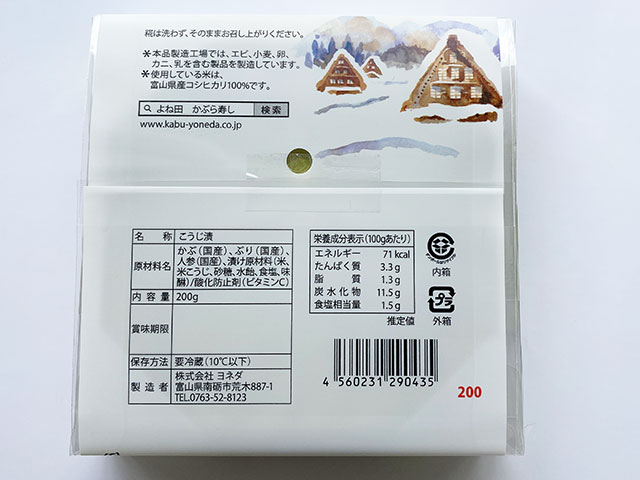 糀は洗わず、そのままお召し上がりください。
＊本品製造工場では、エビ、小麦、卵、
カニ、乳を含む製品を製造しています。
＊使用している米は、
富山県産コシヒカリ100％です。
よね田　かぶら寿し　検索
www.kabu-yoneda.co.jp
名称　こうじ漬
原材料名　かぶ(国産)、ぶり(国産)、
人参(国産)、漬け原材料(米、
米こうじ、砂糖、水飴、食塩、味
醂)/酸化防止剤(ビタミンC)
内容量　200g
賞味期限
保存方法　要冷蔵(10℃以下)
製造者　株式会社 ヨネダ
富山県南砺市荒木887-1
TEL.0763-52-8123
栄養成分表示(100gあたり)
エネルギー　71kcal
たんぱく質　3.3g
脂質　1.3g
炭水化物　11.5g
食塩相当量　1.5g
推定値
内箱
プラ
外箱
4 560231 290435
200